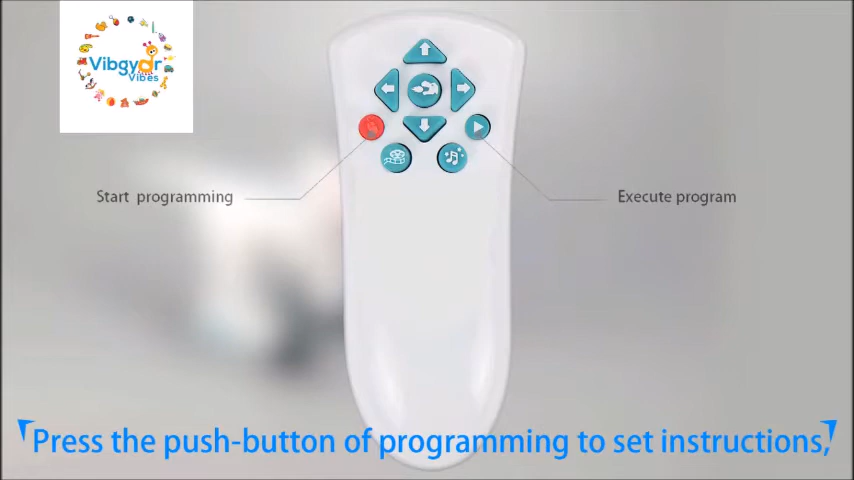 Vibgyor
Vibes
Start programming
Execute program
Press the push-button of programming to set instructions,